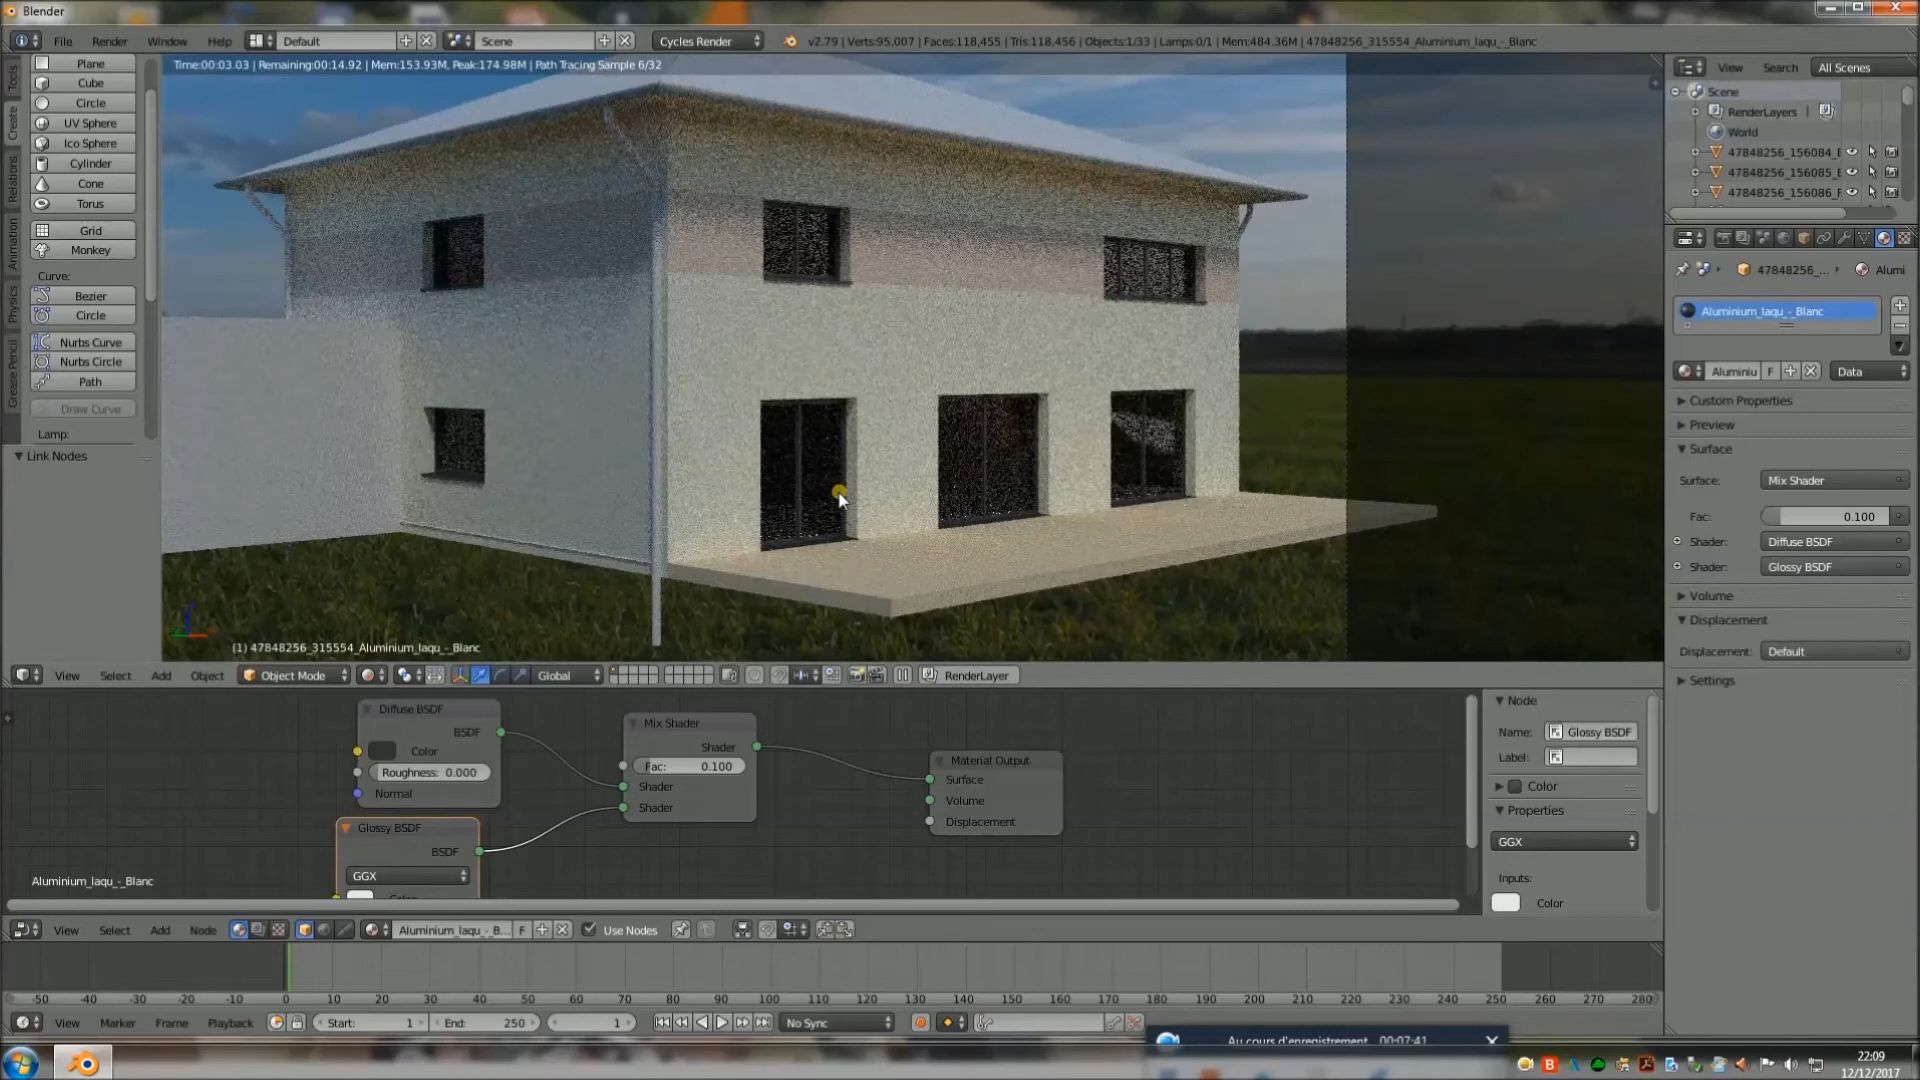 Blender
File Render Window Help Default Scene Cycles Render v2.79 | Verts:95,007 | Faces:118,455 | Tris:118,456 | Objects:1/33 | Lamps:0/1 | Mem:484.36M | 47848256_315554_Aluminium_laqu_-_Blanc
Time:00:03.03 | Remaining:00:14.92 | Mem:153.93M, Peak:174.98M | Path Tracing Sample 6/32
Tools
Create
Relations
Animation
Physics
Grease Pencil
Plane
Cube
Circle
UV Sphere
Ico Sphere
Cylinder
Cone
Torus
Grid
Monkey
Curve:
Bezier
Circle
Nurbs Curve
Nurbs Circle
Path
Draw Curve
Lamp:
Link Nodes
(1) 47848256_315554_Aluminium_laqu_-_Blanc
View Select Add Object Object Mode Global RenderLayer
View Search All Scenes
Scene
RenderLayers |
World
47848256_156084_
47848256_156085_
47848256_156086_
47848256_... Alumi
Aluminium_laqu_-_Blanc
Aluminiu F Data
Custom Properties
Preview
Surface
Surface: Mix Shader
Fac: 0.100
Shader: Diffuse BSDF
Shader: Glossy BSDF
Volume
Displacement
Displacement: Default
Settings
Diffuse BSDF
BSDF
Color
Roughness: 0.000
Normal
Glossy BSDF
BSDF
GGX
Mix Shader
Shader
Fac: 0.100
Shader
Shader
Material Output
Surface
Volume
Displacement
Aluminium_laqu_-_Blanc
Node
Name: Glossy BSDF
Label:
Color
Properties
GGX
Inputs:
Color
View Select Add Node Aluminium_laqu_-_B... F Use Nodes
-50 -40 -30 -20 -10 0 10 20 30 40 50 60 70 80 90 100 110 120 130 140 150 160 170 180 190 200 210 220 230 240 250 260 270 280
View Marker Frame Playback Start: 1 End: 250 1 No Sync
Au cours d'enregistrement 00:07:41
22:09
12/12/2017